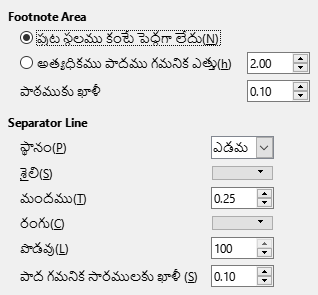 Footnote Area
పుట ఫలము కంటే పెద్దగా లేదు(N)
అత్యధికము పాదము గమనిక ఎత్తు(h) 2.00
పాఠముకు ఖాళీ 0.10
Separator Line
స్థానం(P) ఎడమ
శైలి(S)
మందము(T) 0.25
రంగు(C)
పొడవు(L) 100
పాద గమనిక సారములకు ఖాళీ (S) 0.10